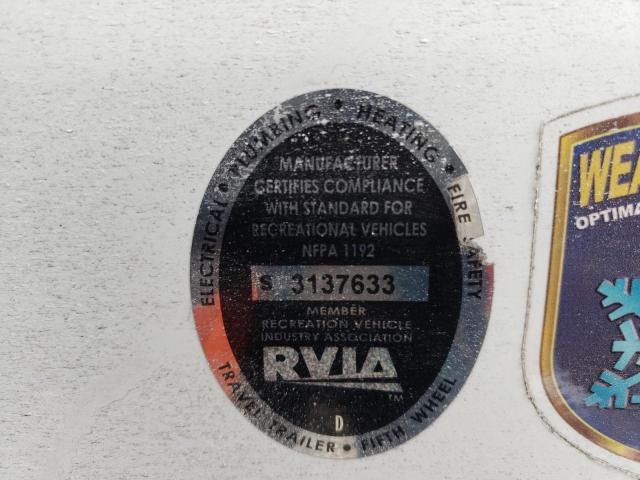 ELECTRICAL • PLUMBING • HEATING • FIRE SAFETY
MANUFACTURER
CERTIFIES COMPLIANCE
WITH STANDARD FOR
RECREATIONAL VEHICLES
NFPA 1192
S 3137633
MEMBER
RECREATION VEHICLE
INDUSTRY ASSOCIATION
RVIA
TM
D
TRAVEL TRAILER • FIFTH WHEEL
WEA
OPTIMA